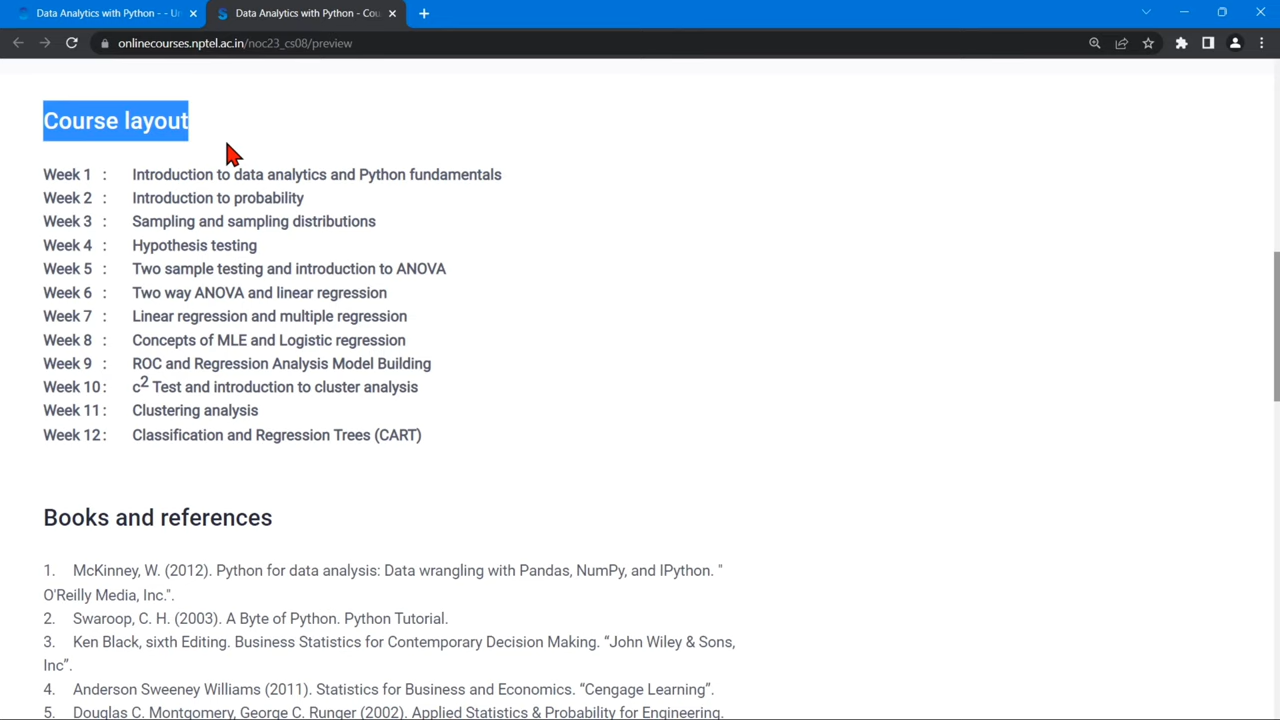 Data Analytics with Python - - Un
Data Analytics with Python - Cou
onlinecourses.nptel.ac.in/noc23_cs08/preview
Course layout
Week 1 : Introduction to data analytics and Python fundamentals
Week 2 : Introduction to probability
Week 3 : Sampling and sampling distributions
Week 4 : Hypothesis testing
Week 5 : Two sample testing and introduction to ANOVA
Week 6 : Two way ANOVA and linear regression
Week 7 : Linear regression and multiple regression
Week 8 : Concepts of MLE and Logistic regression
Week 9 : ROC and Regression Analysis Model Building
Week 10 : c2 Test and introduction to cluster analysis
Week 11 : Clustering analysis
Week 12 : Classification and Regression Trees (CART)
Books and references
1. McKinney, W. (2012). Python for data analysis: Data wrangling with Pandas, NumPy, and IPython. "
O'Reilly Media, Inc.".
2. Swaroop, C. H. (2003). A Byte of Python. Python Tutorial.
3. Ken Black, sixth Editing. Business Statistics for Contemporary Decision Making. “John Wiley & Sons,
Inc”.
4. Anderson Sweeney Williams (2011). Statistics for Business and Economics. “Cengage Learning”.
5. Douglas C. Montgomery, George C. Runger (2002). Applied Statistics & Probability for Engineering.